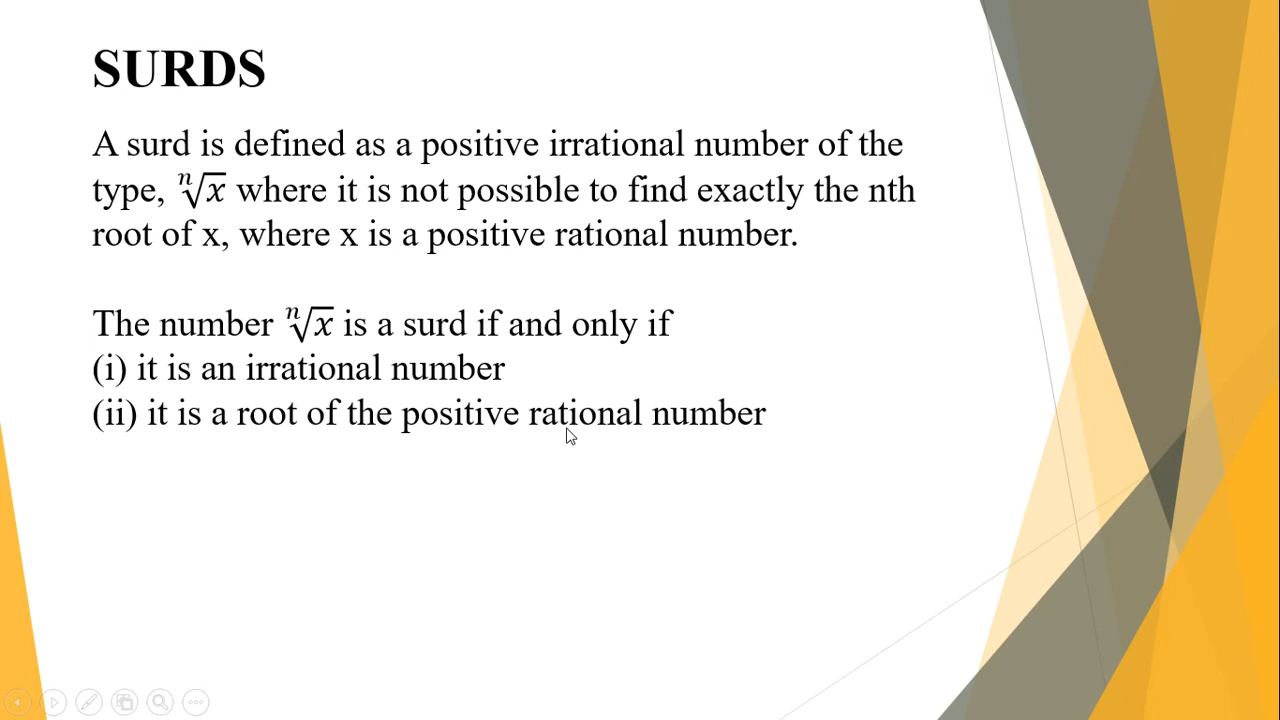 SURDS
A surd is defined as a positive irrational number of the
type, ⁿ√x where it is not possible to find exactly the nth
root of x, where x is a positive rational number.
The number ⁿ√x is a surd if and only if
(i) it is an irrational number
(ii) it is a root of the positive rational number